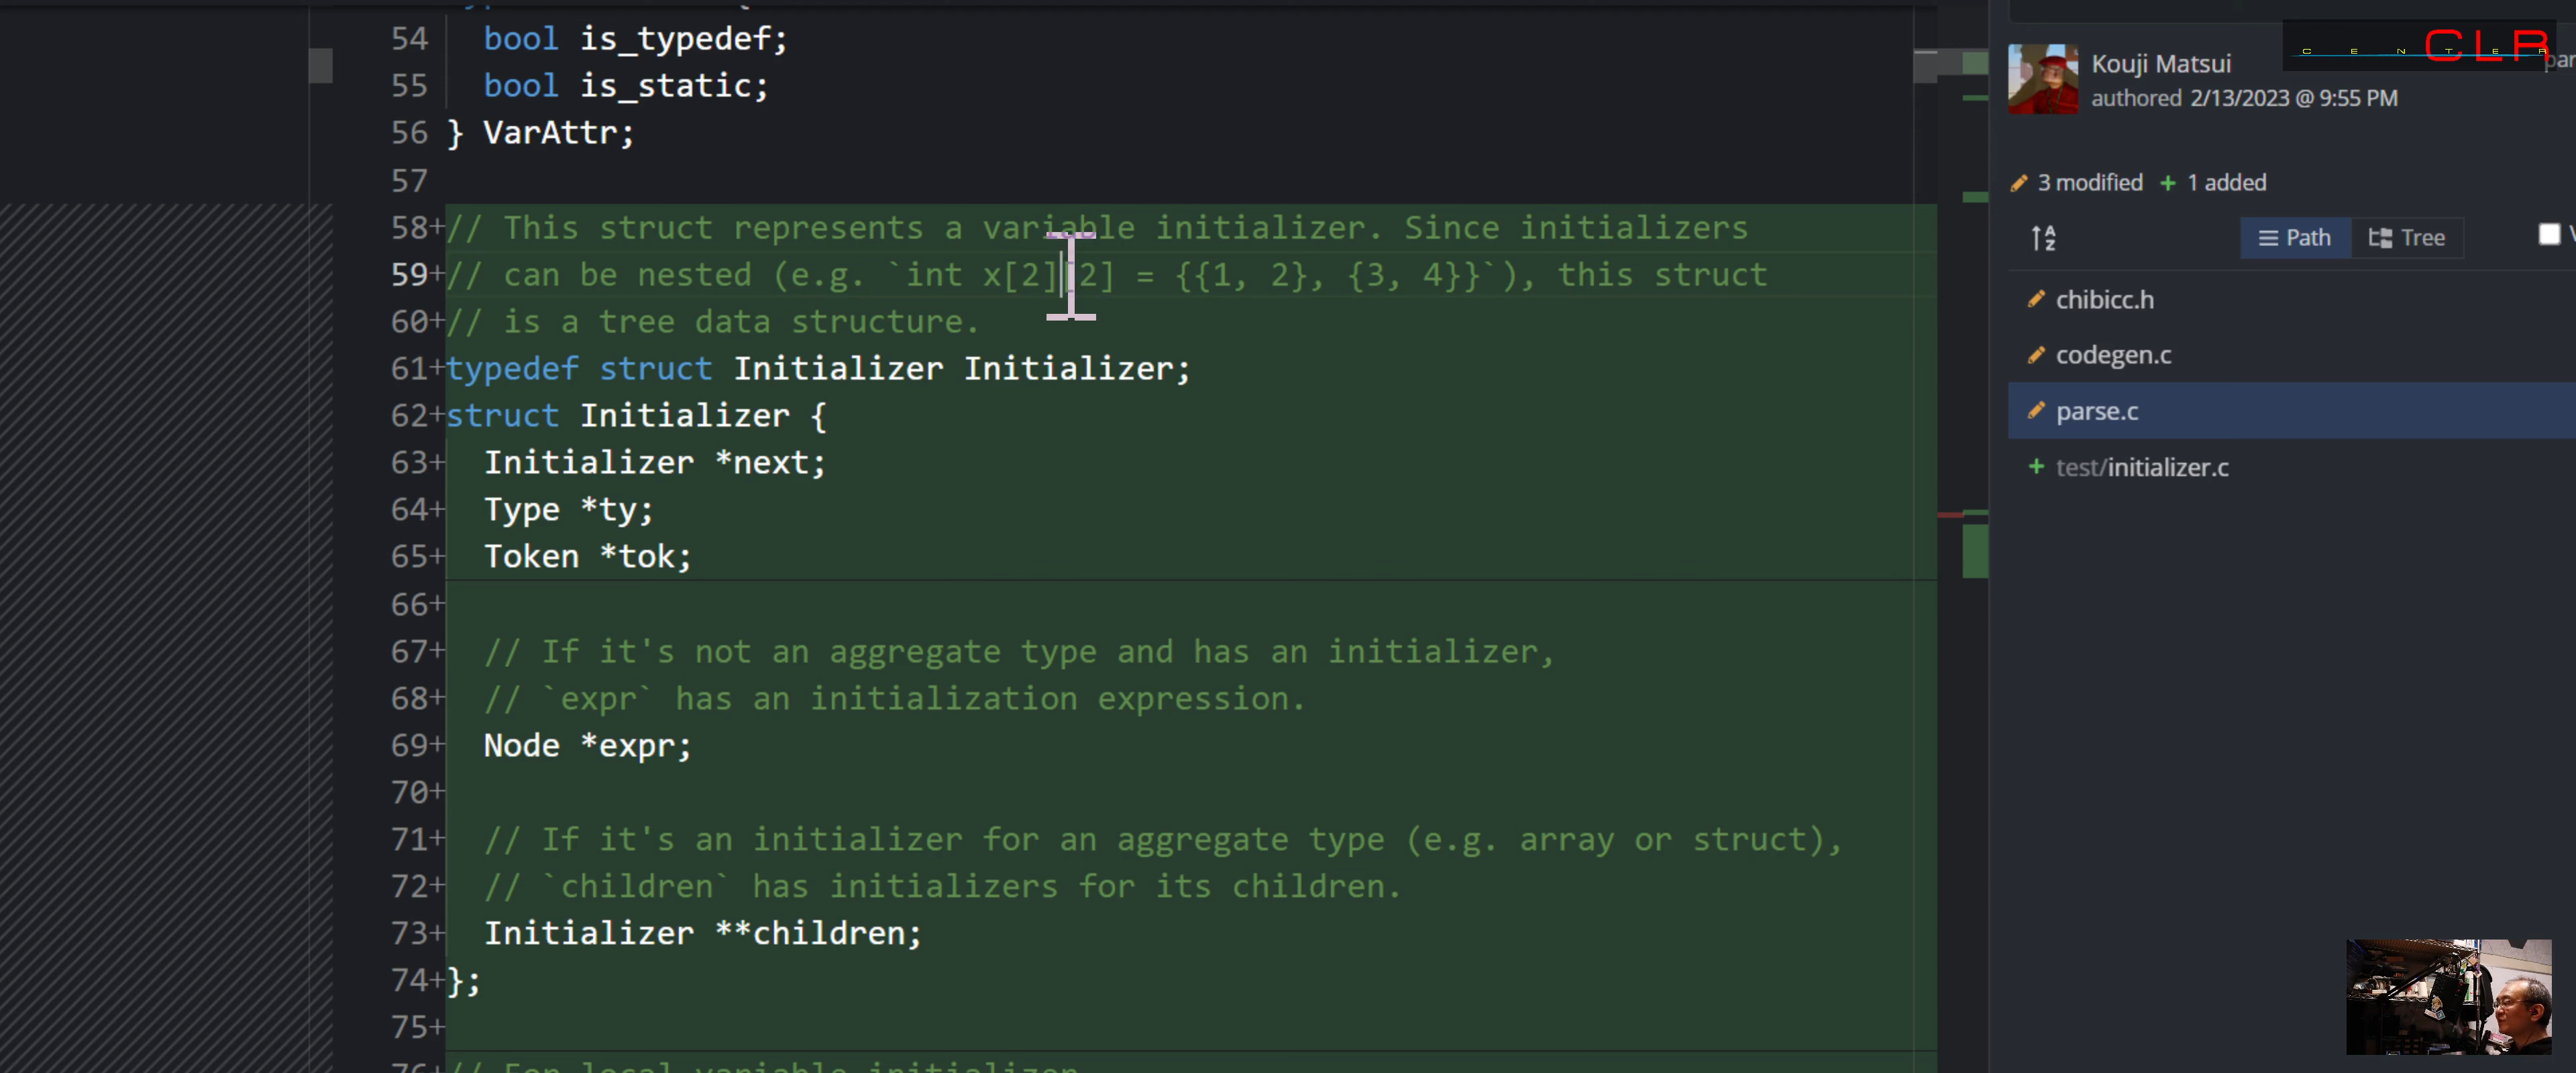 54 bool is_typedef;
55 bool is_static;
56 } VarAttr;
57
58+// This struct represents a variable initializer. Since initializers
59+// can be nested (e.g. `int x[2][2] = {{1, 2}, {3, 4}}`), this struct
60+// is a tree data structure.
61+typedef struct Initializer Initializer;
62+struct Initializer {
63+ Initializer *next;
64+ Type *ty;
65+ Token *tok;
66+
67+ // If it's not an aggregate type and has an initializer,
68+ // `expr` has an initialization expression.
69+ Node *expr;
70+
71+ // If it's an initializer for an aggregate type (e.g. array or struct),
72+ // `children` has initializers for its children.
73+ Initializer **children;
74+};
75+
76+// For local variable initializer.
CENTER CLR
Kouji Matsui
authored 2/13/2023 @ 9:55 PM
3 modified + 1 added
Path Tree
chibicc.h
codegen.c
parse.c
+ test/initializer.c